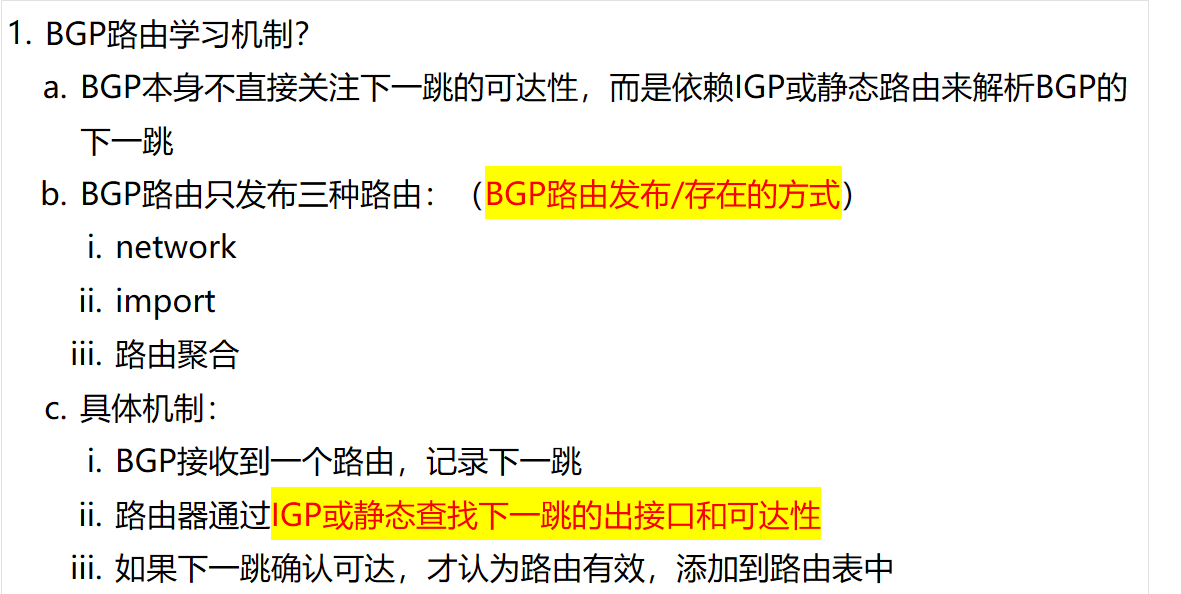 1. BGP路由学习机制?
a. BGP本身不直接关注下一跳的可达性，而是依赖IGP或静态路由来解析BGP的
下一跳
b. BGP路由只发布三种路由：（BGP路由发布/存在的方式）
i. network
ii. import
iii. 路由聚合
c. 具体机制：
i. BGP接收到一个路由，记录下一跳
ii. 路由器通过IGP或静态查找下一跳的出接口和可达性
iii. 如果下一跳确认可达，才认为路由有效，添加到路由表中